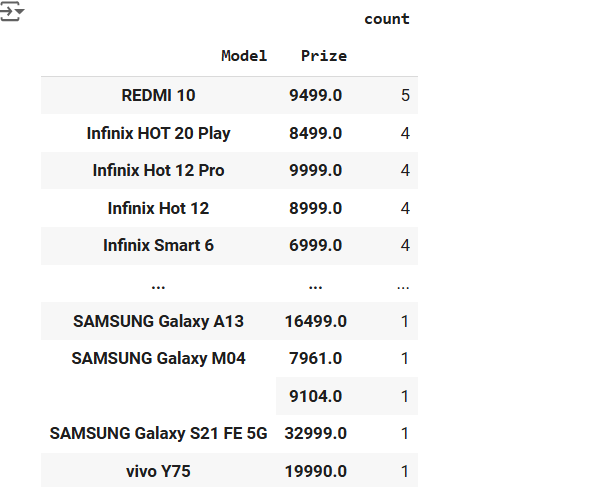 count
Model Prize
REDMI 10 9499.0 5
Infinix HOT 20 Play 8499.0 4
Infinix Hot 12 Pro 9999.0 4
Infinix Hot 12 8999.0 4
Infinix Smart 6 6999.0 4
... ... ...
SAMSUNG Galaxy A13 16499.0 1
SAMSUNG Galaxy M04 7961.0 1
9104.0 1
SAMSUNG Galaxy S21 FE 5G 32999.0 1
vivo Y75 19990.0 1